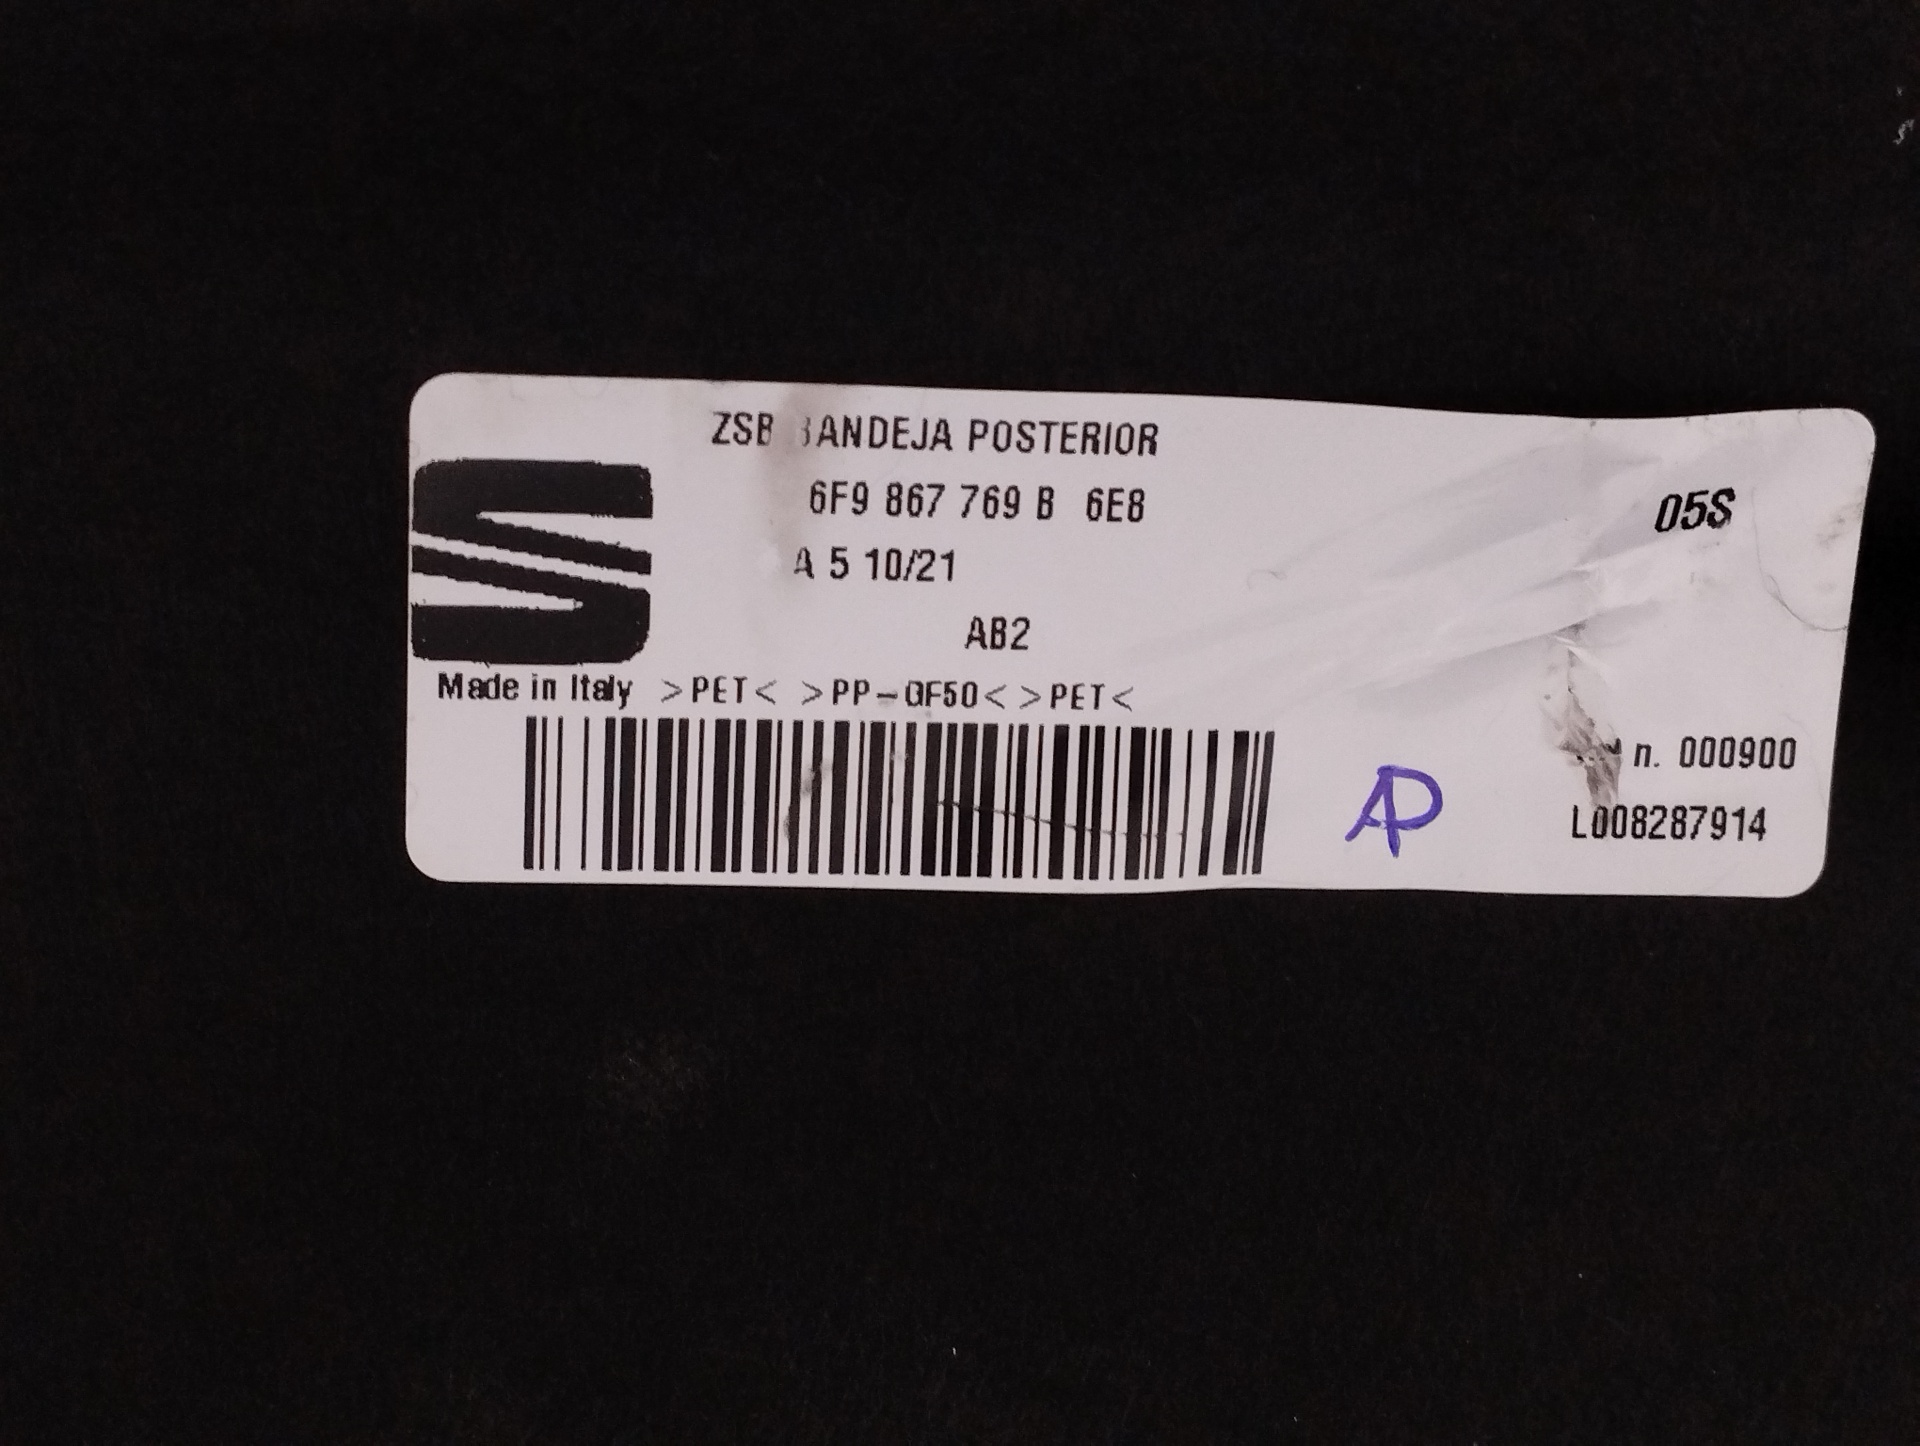 ZSB BANDEJA POSTERIOR
6F9 867 769 B 6E8
05S
A 5 10/21
AB2
Made in Italy >PET< >PP-GF50< >PET<
n. 000900
AP
L008287914